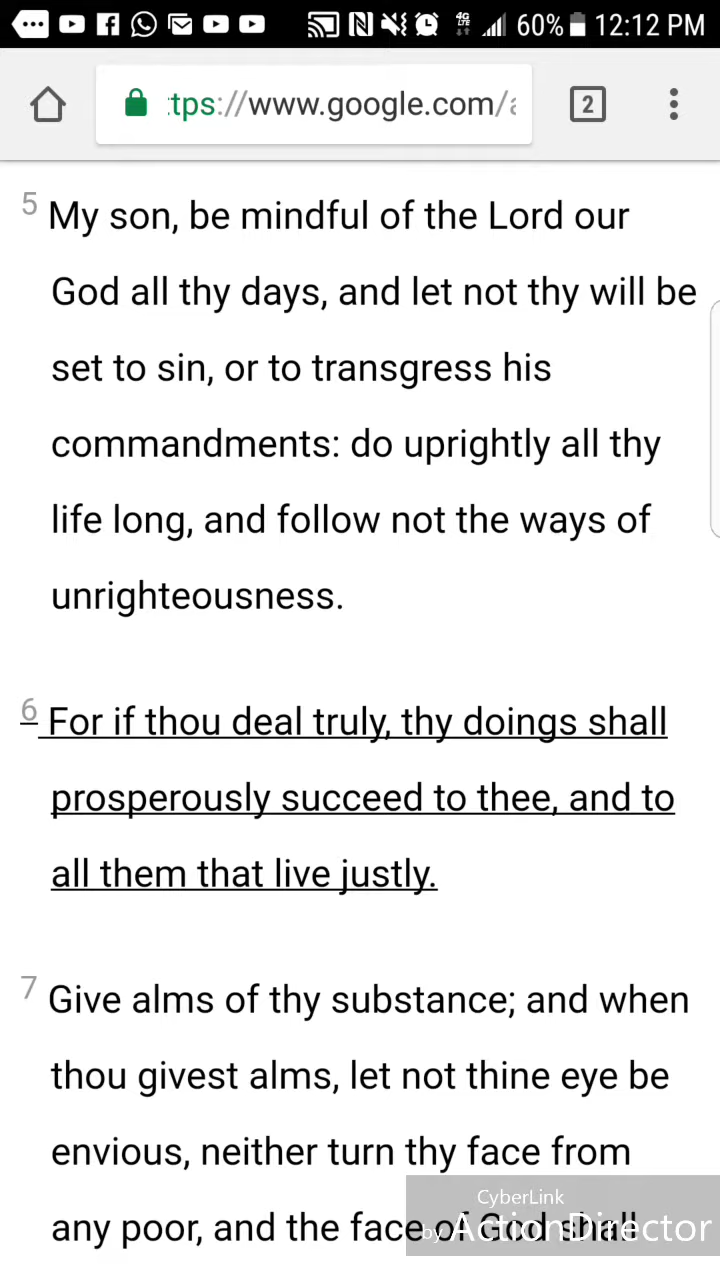 60% 12:12 PM
tps://www.google.com/a
2
5 My son, be mindful of the Lord our
God all thy days, and let not thy will be
set to sin, or to transgress his
commandments: do uprightly all thy
life long, and follow not the ways of
unrighteousness.
6 For if thou deal truly, thy doings shall
prosperously succeed to thee, and to
all them that live justly.
7 Give alms of thy substance; and when
thou givest alms, let not thine eye be
envious, neither turn thy face from
any poor, and the face of God shall
CyberLink
by ActionDirector